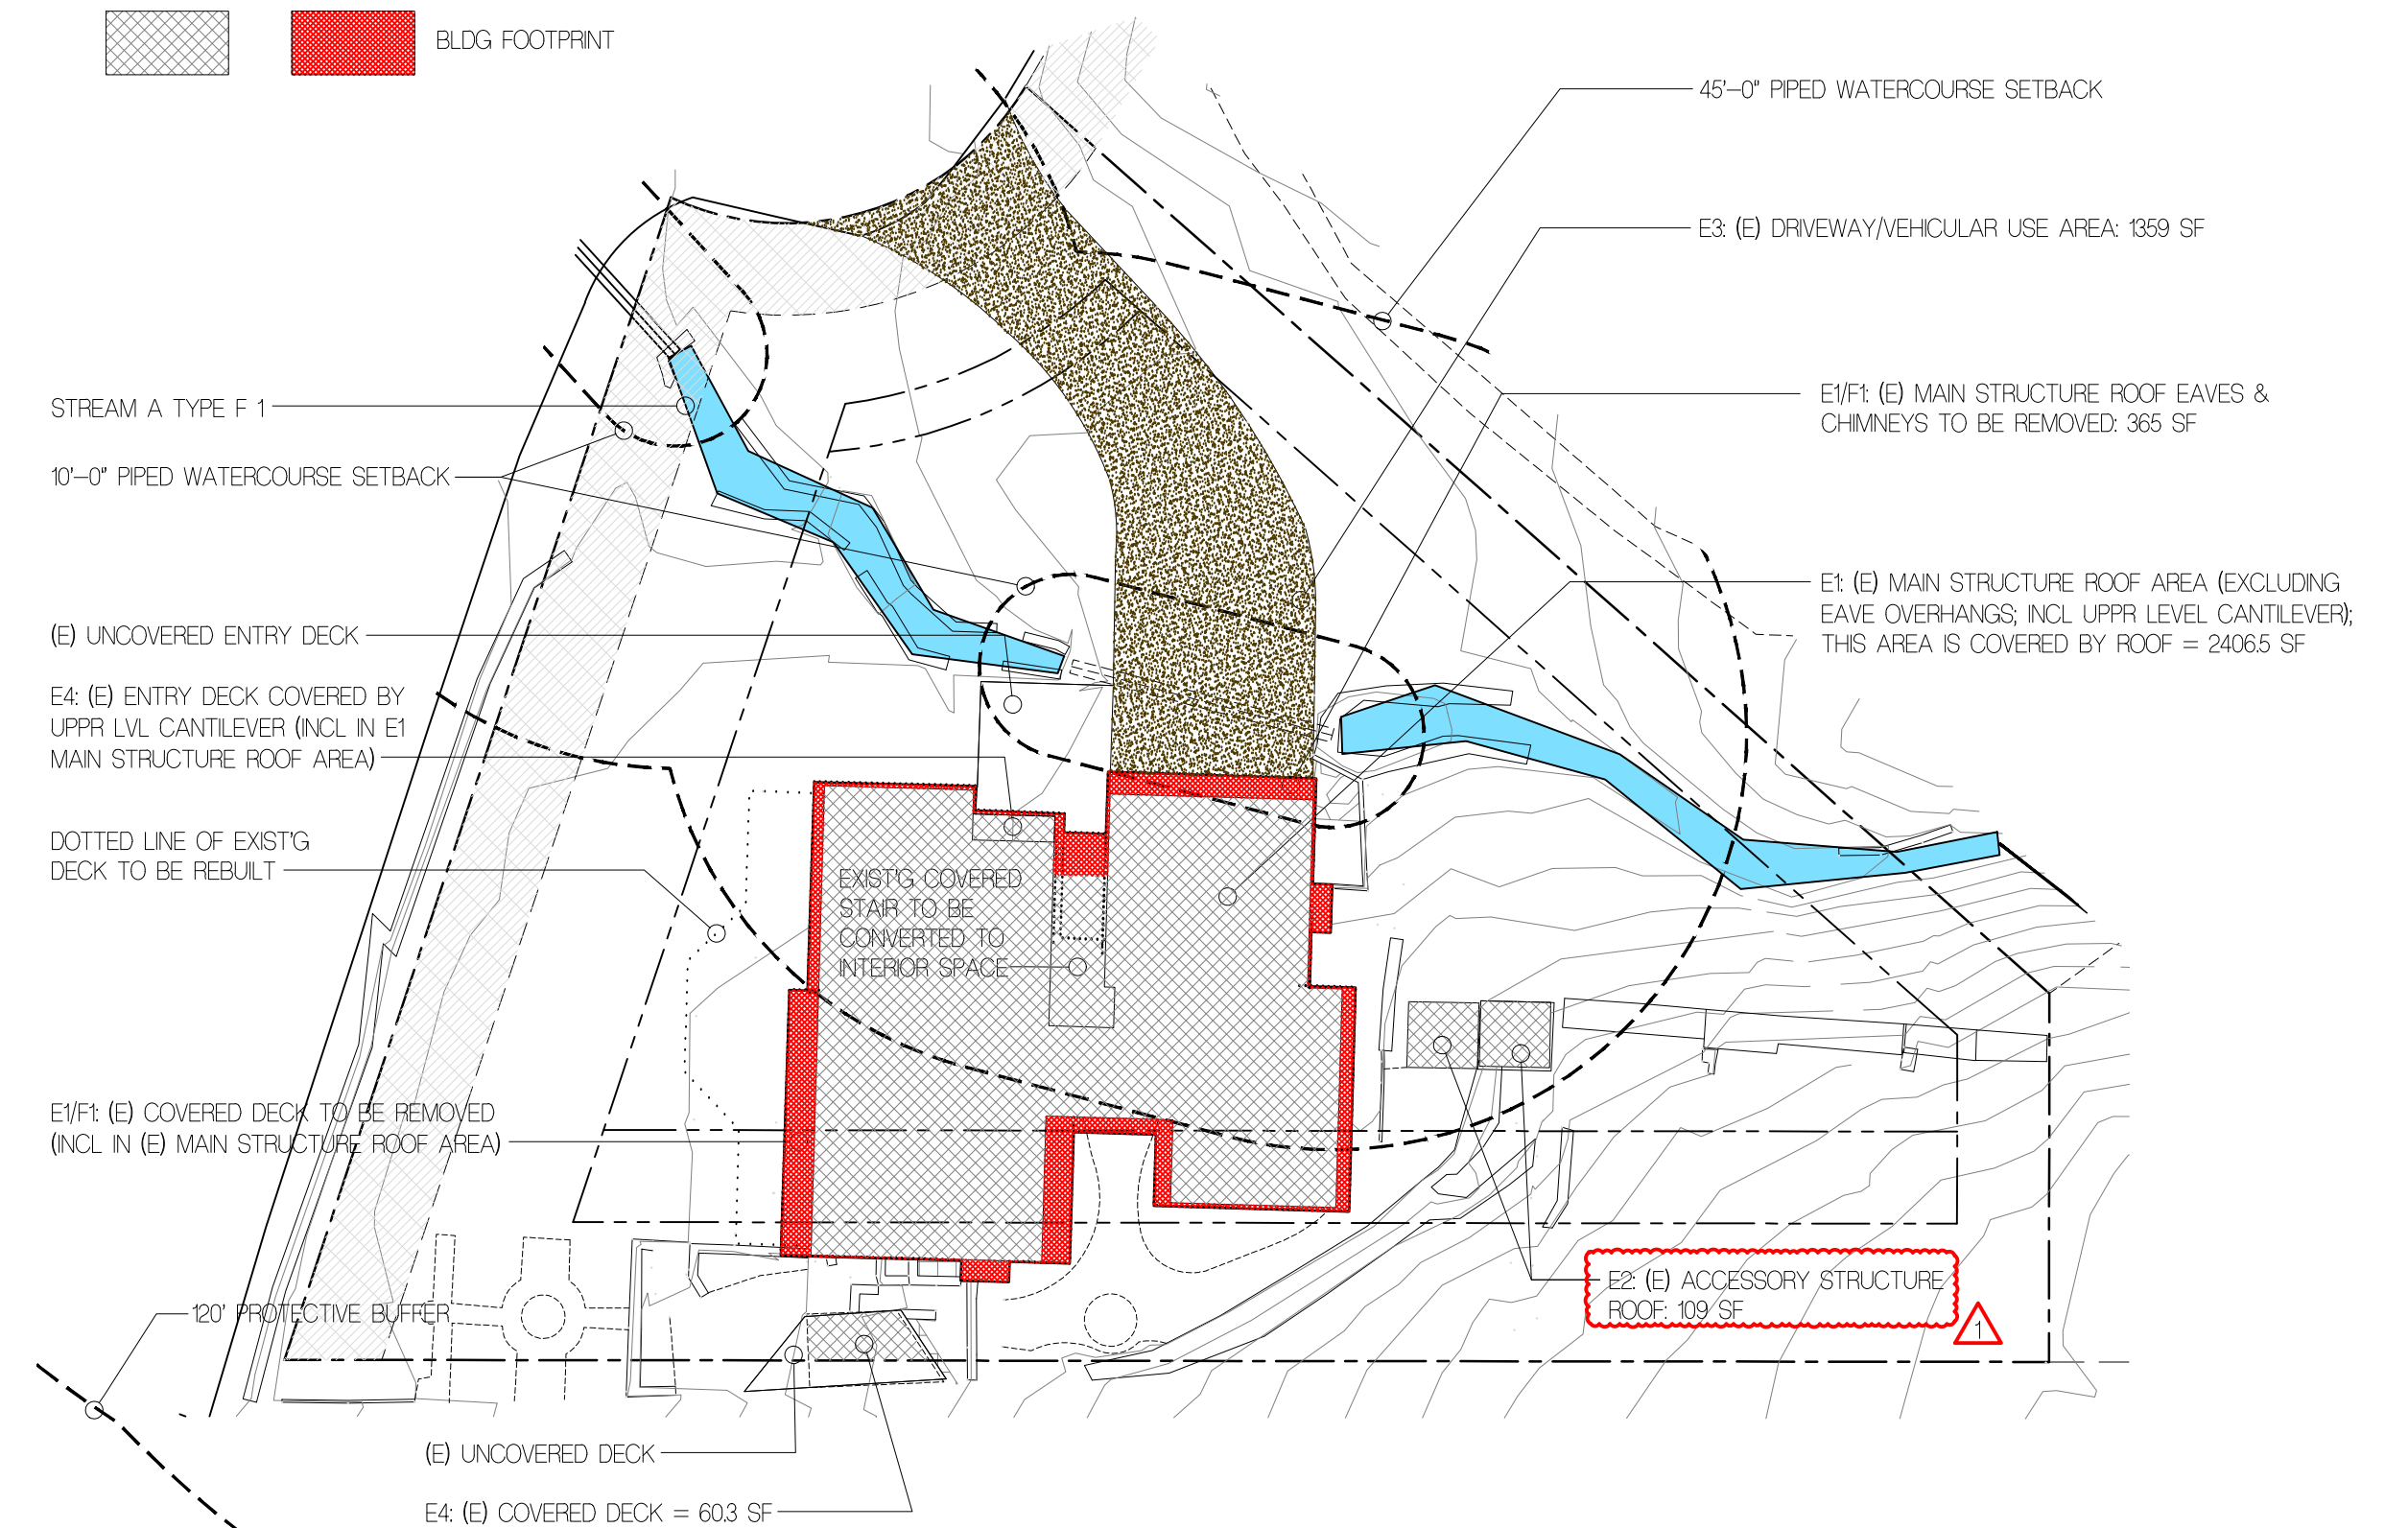 BLDG FOOTPRINT
45'-0" PIPED WATERCOURSE SETBACK
E3: (E) DRIVEWAY/VEHICULAR USE AREA: 1359 SF
E1/F1: (E) MAIN STRUCTURE ROOF EAVES &
CHIMNEYS TO BE REMOVED: 365 SF
STREAM A TYPE F 1
10'-0" PIPED WATERCOURSE SETBACK
E1: (E) MAIN STRUCTURE ROOF AREA (EXCLUDING
EAVE OVERHANGS; INCL UPPR LEVEL CANTILEVER);
THIS AREA IS COVERED BY ROOF = 2406.5 SF
(E) UNCOVERED ENTRY DECK
E4: (E) ENTRY DECK COVERED BY
UPPR LVL CANTILEVER (INCL IN E1
MAIN STRUCTURE ROOF AREA)
DOTTED LINE OF EXIST'G
DECK TO BE REBUILT
EXIST'G COVERED
STAIR TO BE
CONVERTED TO
INTERIOR SPACE
E1/F1: (E) COVERED DECK TO BE REMOVED
(INCL IN (E) MAIN STRUCTURE ROOF AREA)
E2: (E) ACCESSORY STRUCTURE
ROOF: 109 SF
1
120' PROTECTIVE BUFFER
(E) UNCOVERED DECK
E4: (E) COVERED DECK = 60.3 SF